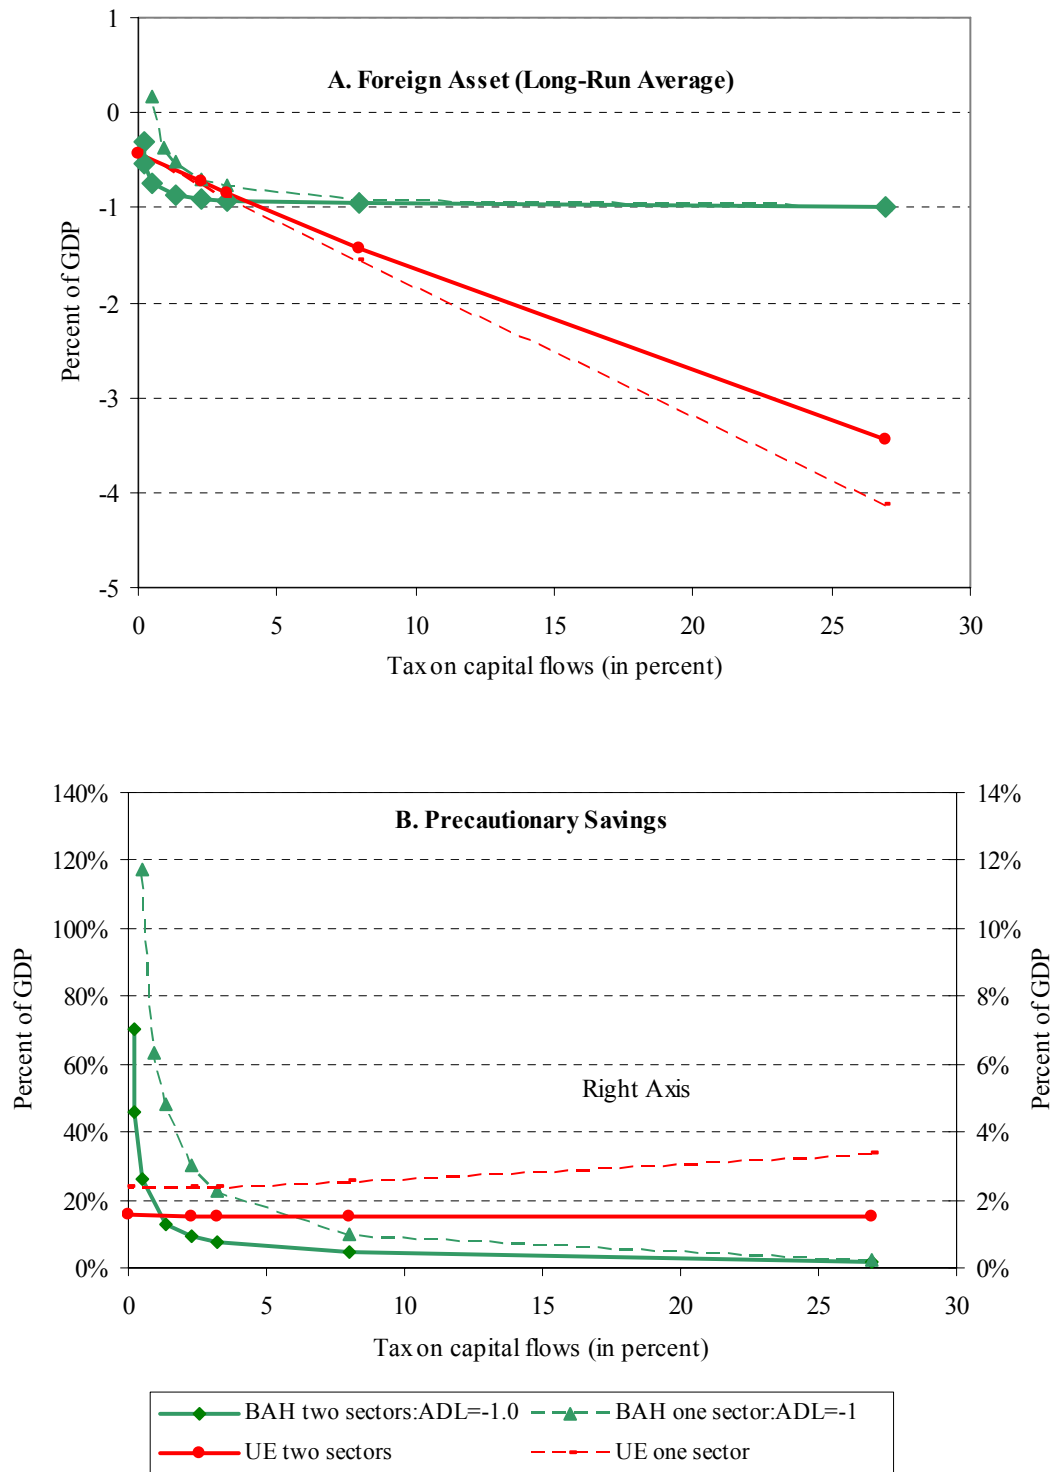 1
A. Foreign Asset (Long-Run Average)
0
-1
-2
-3
-4
-5
Percent of GDP
0 5 10 15 20 25 30
Tax on capital flows (in percent)
140% 14%
B. Precautionary Savings
120% 12%
100% 10%
80% 8%
60% 6%
Right Axis
40% 4%
20% 2%
0% 0%
Percent of GDP
Percent of GDP
0 5 10 15 20 25 30
Tax on capital flows (in percent)
BAH two sectors:ADL=-1.0 BAH one sector:ADL=-1
UE two sectors UE one sector